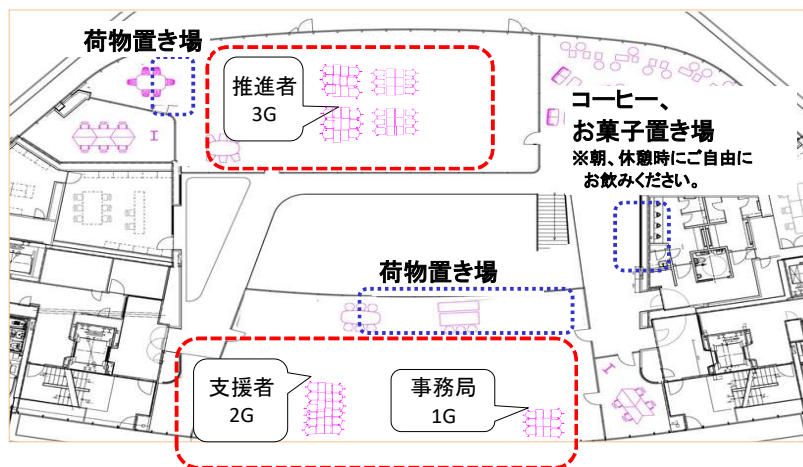 荷物置き場
推進者
3G
コーヒー、
お菓子置き場
※朝、休憩時にご自由に
お飲みください。
荷物置き場
支援者
2G
事務局
1G